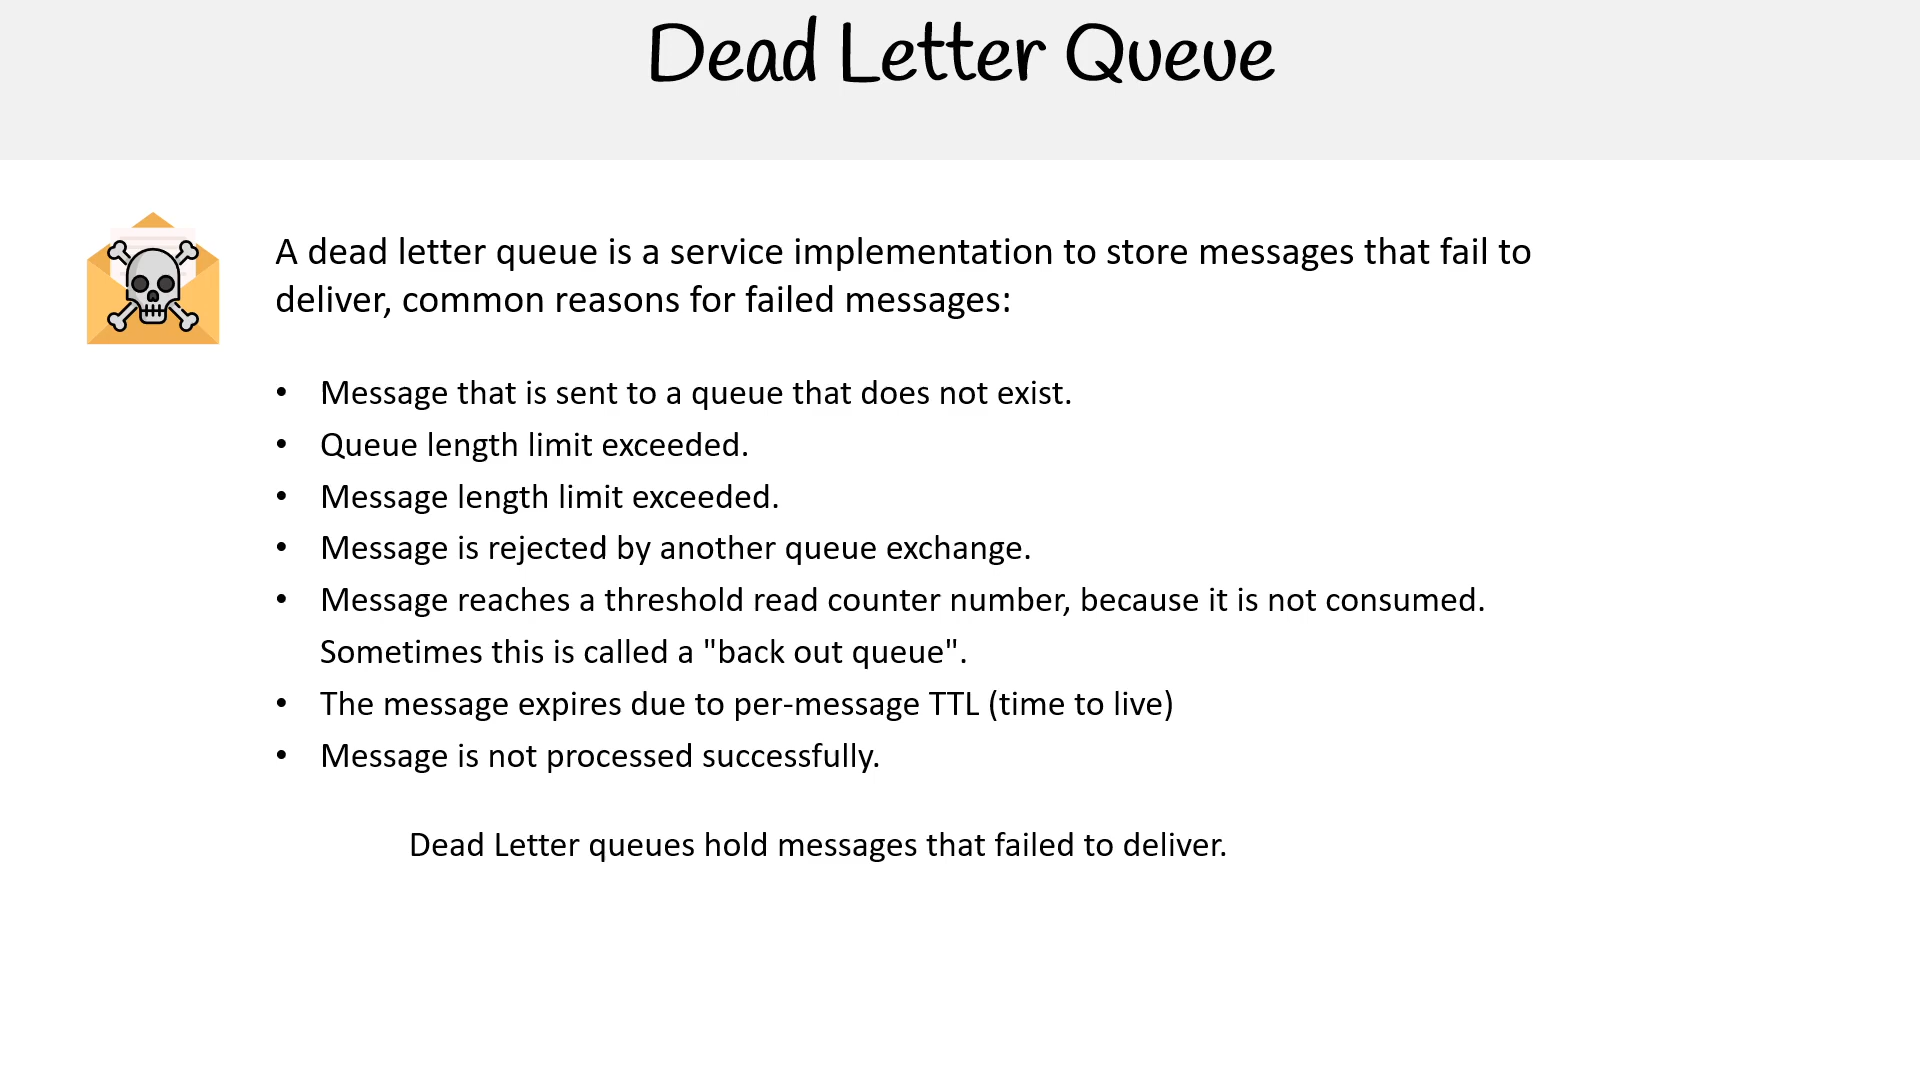 Dead Letter Queue
A dead letter queue is a service implementation to store messages that fail to
deliver, common reasons for failed messages:
• Message that is sent to a queue that does not exist.
• Queue length limit exceeded.
• Message length limit exceeded.
• Message is rejected by another queue exchange.
• Message reaches a threshold read counter number, because it is not consumed.
Sometimes this is called a "back out queue".
• The message expires due to per-message TTL (time to live)
• Message is not processed successfully.
Dead Letter queues hold messages that failed to deliver.